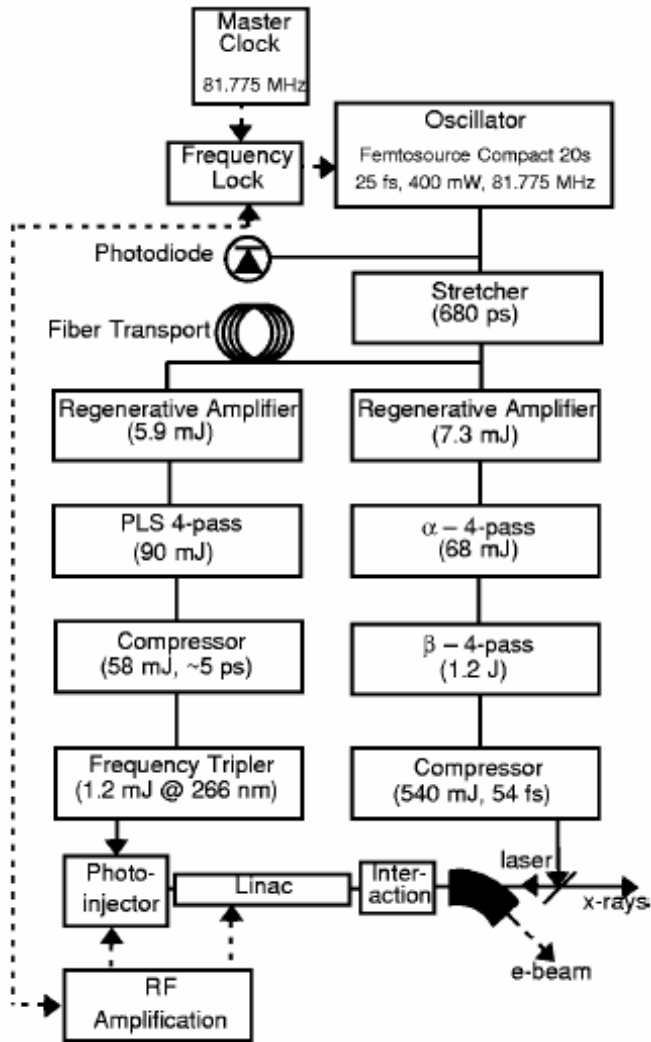 Master
Clock
81.775 MHz
Oscillator
Femtosource Compact 20s
25 fs, 400 mW, 81.775 MHz
Frequency
Lock
Photodiode
Stretcher
(680 ps)
Fiber Transport
Regenerative Amplifier
(5.9 mJ)
Regenerative Amplifier
(7.3 mJ)
PLS 4-pass
(90 mJ)
α – 4-pass
(68 mJ)
Compressor
(58 mJ, ~5 ps)
β – 4-pass
(1.2 J)
Frequency Tripler
(1.2 mJ @ 266 nm)
Compressor
(540 mJ, 54 fs)
Photo-
injector
Linac
Inter-
action
laser
x-rays
e-beam
RF
Amplification